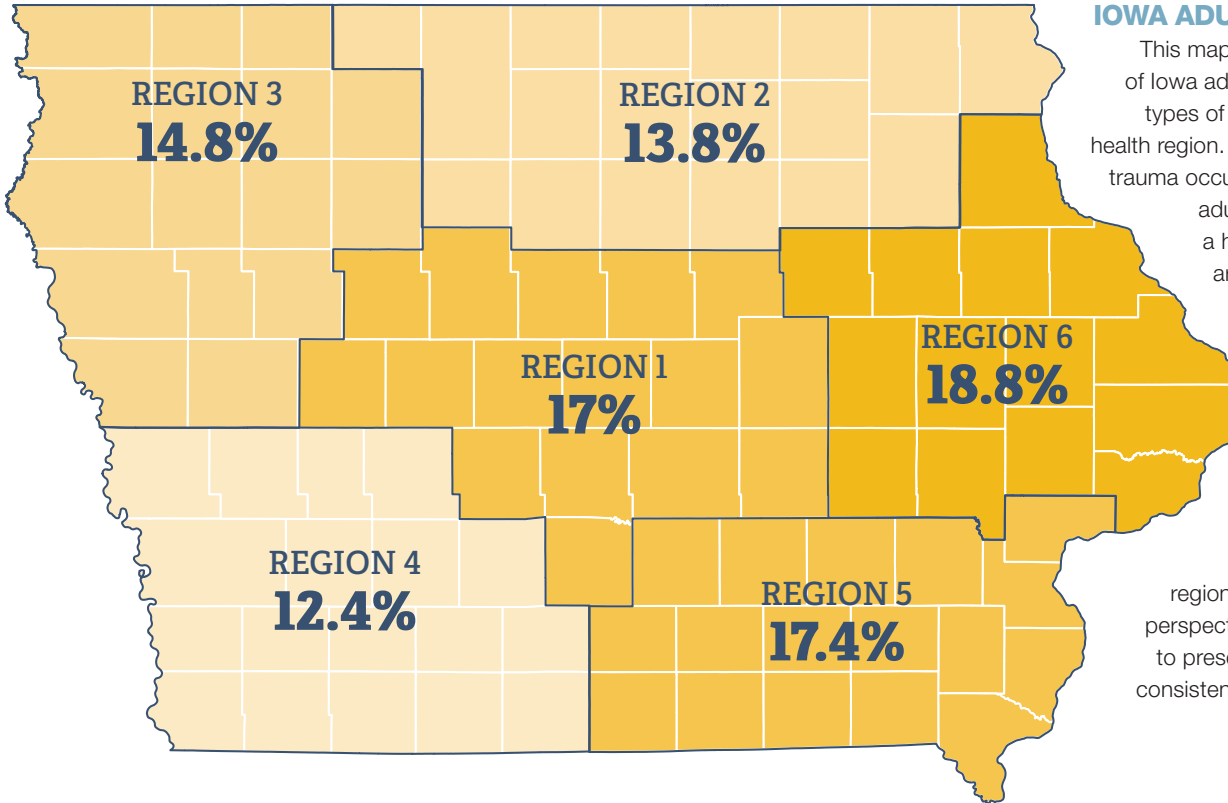 IOWA ADU
This map
of Iowa ad
types of
health region.
trauma occu
adu
a h
ar
REGION 3
14.8%
REGION 2
13.8%
REGION 1
17%
REGION 6
18.8%
REGION 4
12.4%
REGION 5
17.4%
region
perspect
to prese
consisten